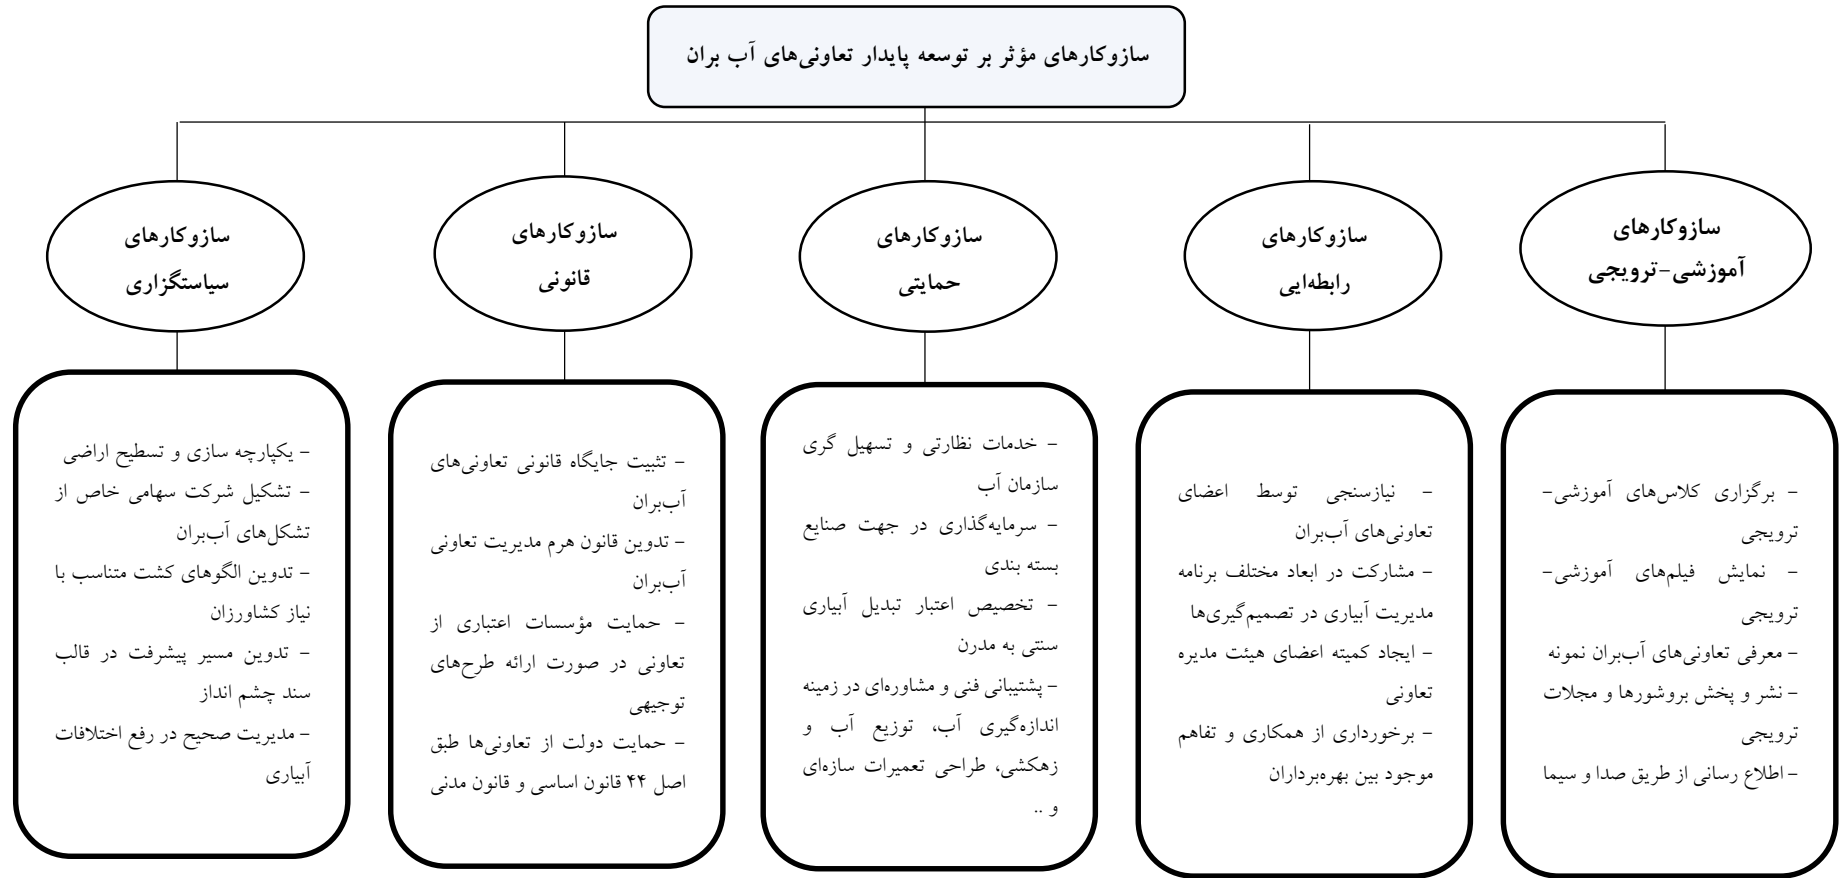 سازوکارهای مؤثر بر توسعه پایدار تعاونی‌های آب بران
سازوکارهای
آموزشی-ترویجی
سازوکارهای
رابطه‌ایی
سازوکارهای
حمایتی
سازوکارهای
قانونی
سازوکارهای
سیاستگزاری
- برگزاری کلاس‌های آموزشی-
ترویجی
- نمایش فیلم‌های آموزشی-
ترویجی
- معرفی تعاونی‌های آب‌بران نمونه
- نشر و پخش بروشورها و مجلات
ترویجی
- اطلاع رسانی از طریق صدا و سیما
- نیازسنجی توسط اعضای
تعاونی‌های آب‌بران
- مشارکت در ابعاد مختلف برنامه
مدیریت آبیاری در تصمیم‌گیری‌ها
- ایجاد کمیته اعضای هیئت مدیره
تعاونی
- برخورداری از همکاری و تفاهم
موجود بین بهره‌برداران
- خدمات نظارتی و تسهیل گری
سازمان آب
- سرمایه‌گذاری در جهت صنایع
بسته بندی
- تخصیص اعتبار تبدیل آبیاری
سنتی به مدرن
- پشتیبانی فنی و مشاوره‌ای در زمینه
اندازه‌گیری آب، توزیع آب و
زهکشی، طراحی تعمیرات سازه‌ای
و ..
- تثبیت جایگاه قانونی تعاونی‌های
آب‌بران
- تدوین قانون هرم مدیریت تعاونی
آب‌بران
- حمایت مؤسسات اعتباری از
تعاونی در صورت ارائه طرح‌های
توجیهی
- حمایت دولت از تعاونی‌ها طبق
اصل ۴۴ قانون اساسی و قانون مدنی
- یکپارچه سازی و تسطیح اراضی
- تشکیل شرکت سهامی خاص از
تشکل‌های آب‌بران
- تدوین الگوهای کشت متناسب با
نیاز کشاورزان
- تدوین مسیر پیشرفت در قالب
سند چشم انداز
- مدیریت صحیح در رفع اختلافات
آبیاری